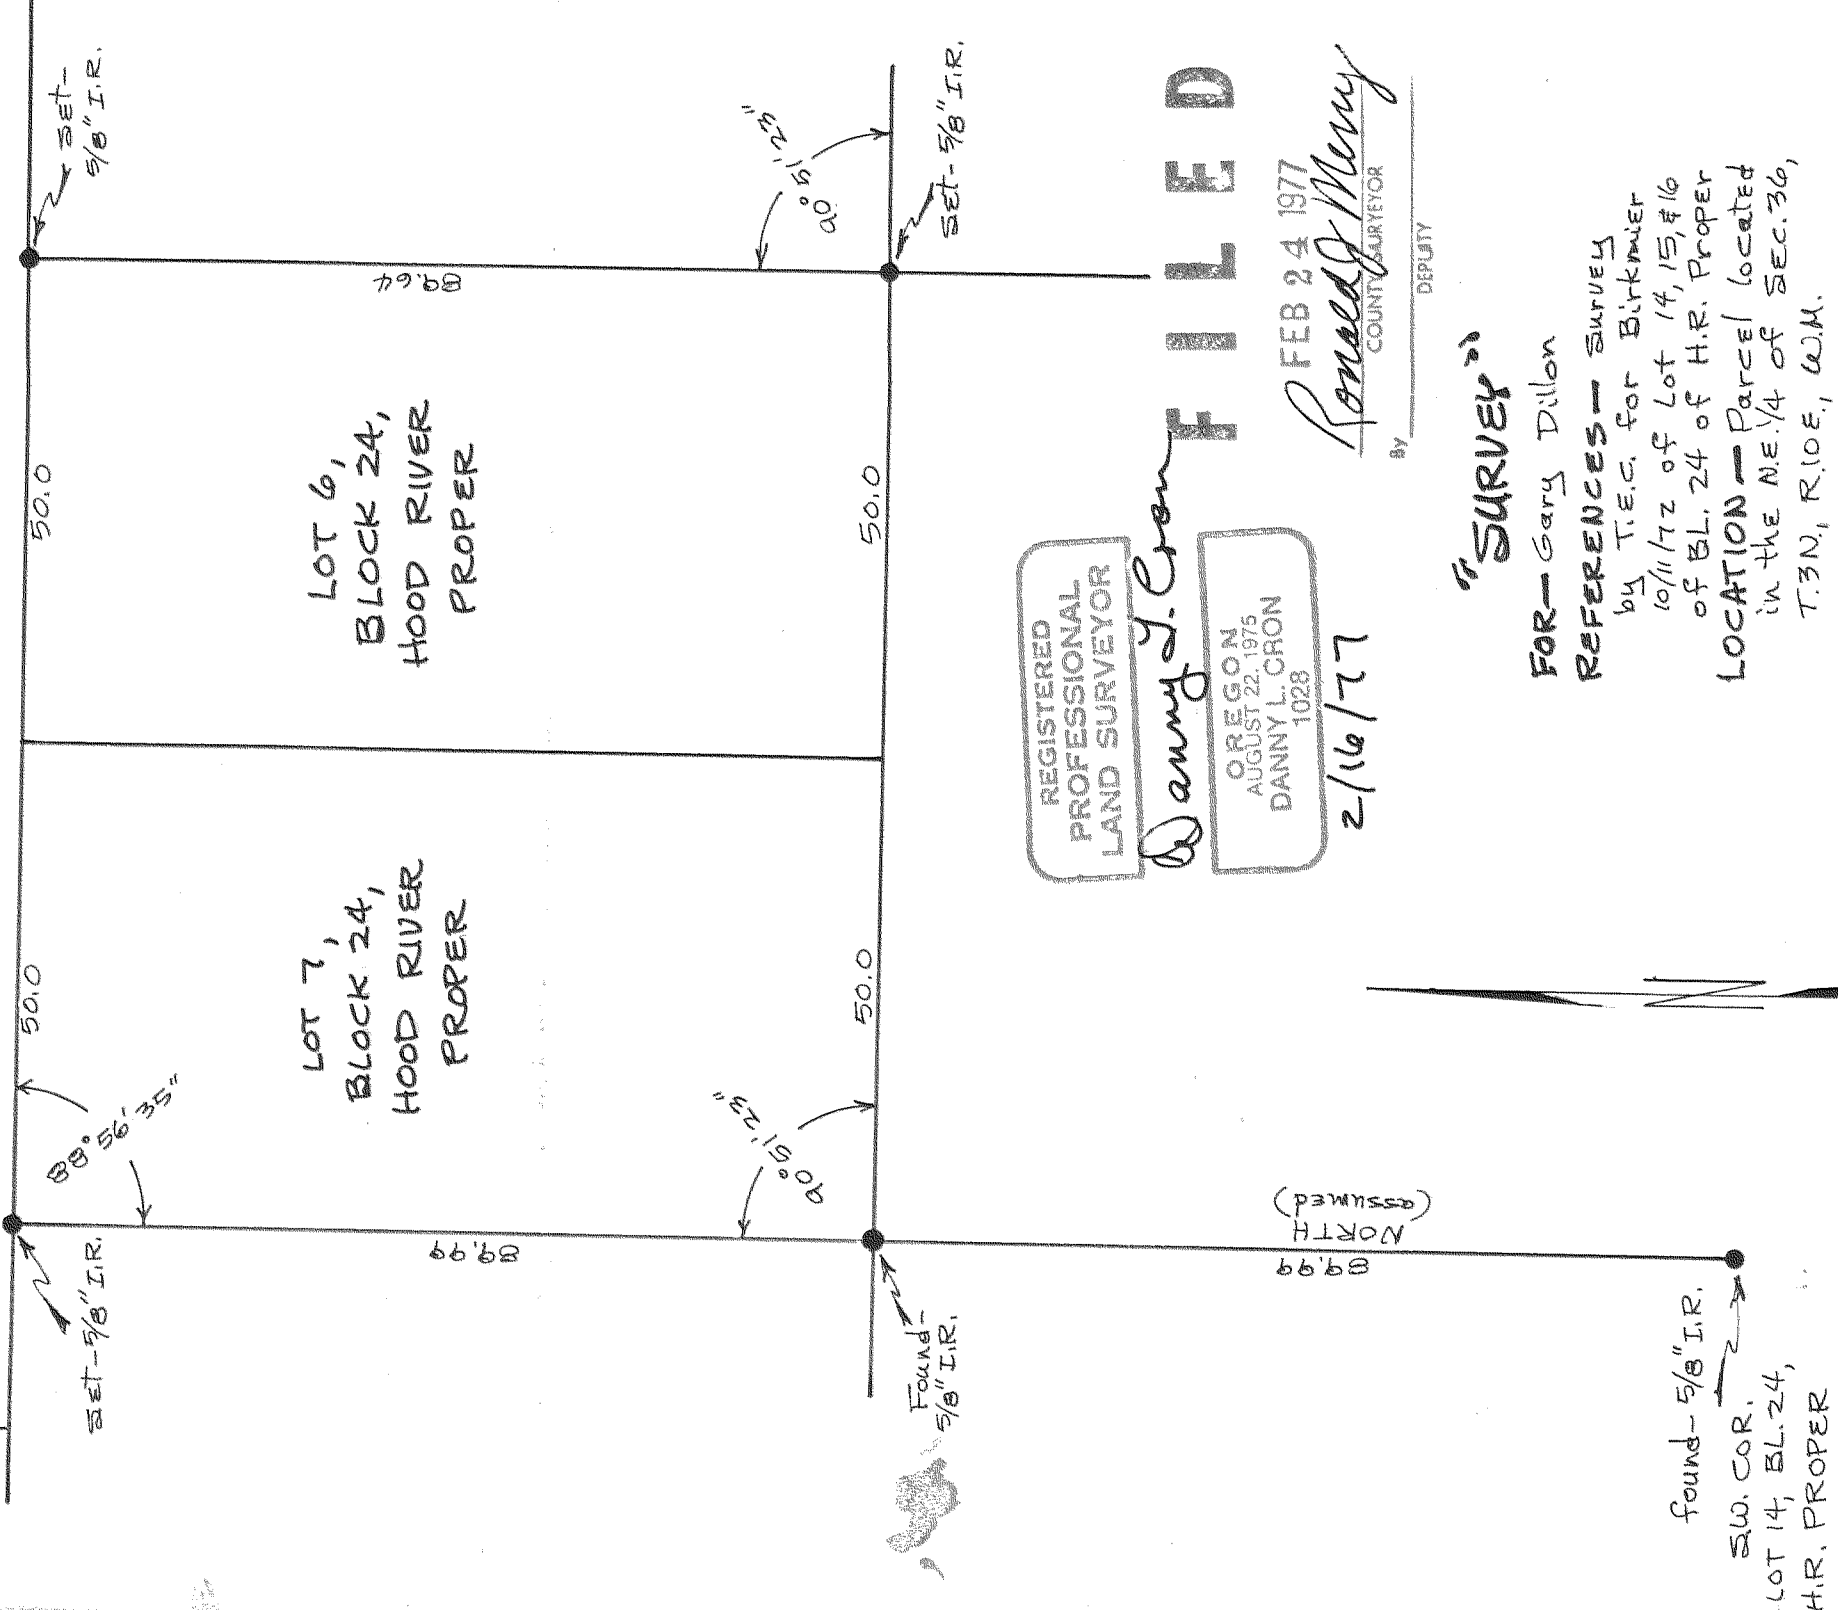 SET-
5/8" I.R.
50.0
89.64
90° 51' 23"
SET- 5/8" I.R.
LOT 6,
BLOCK 24,
HOOD RIVER
PROPER
50.0
50.0
88° 56' 35"
LOT 7,
BLOCK 24,
HOOD RIVER
PROPER
90° 51' 23"
50.0
SET- 5/8" I.R.
89.99
Found-
5/8" I.R.
NORTH
(assumed)
89.99
found- 5/8" I.R.
S.W. COR.
LOT 14, BL. 24,
H.R. PROPER
REGISTERED
PROFESSIONAL
LAND SURVEYOR
Danny L. Cron
OREGON
AUGUST 22, 1975
DANNY L. CRON
1028
2/16/77
FILED
FEB 24 1977
Ronald J Merry
COUNTY SURVEYOR
By
DEPUTY
"SURVEY"
FOR— Gary Dillon
REFERENCES— Survey
by T.E.C. for Birkmier
10/11/72 of Lot 14, 15, & 16
of BL. 24 of H.R. Proper
LOCATION— Parcel located
in the N.E. 1/4 of Sec. 36,
T.3N., R.10E., W.M.